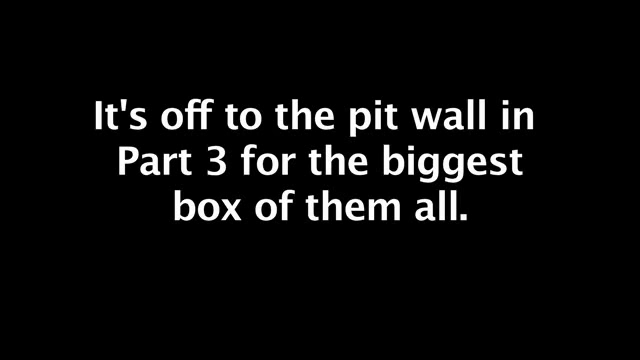 It's off to the pit wall in
Part 3 for the biggest
box of them all.